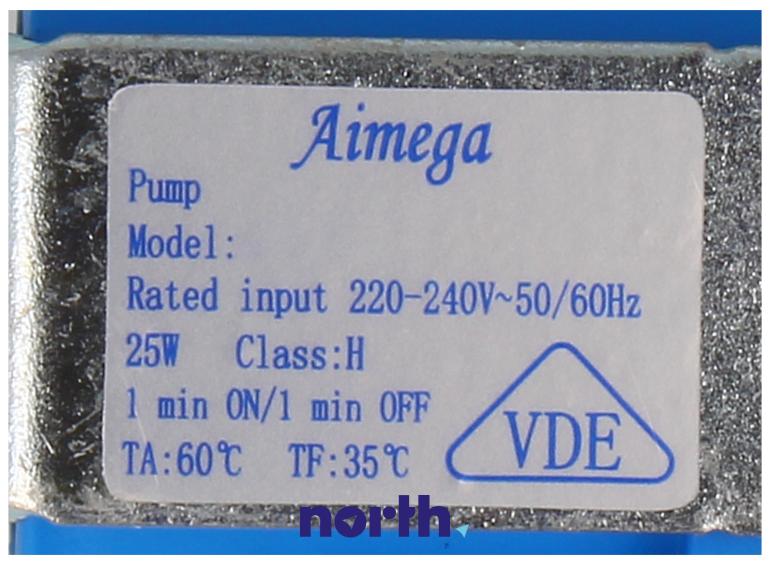 Aimega
Pump
Model:
Rated input 220-240V~50/60Hz
25W Class:H
1 min ON/1 min OFF
TA:60℃ TF:35℃
VDE
north